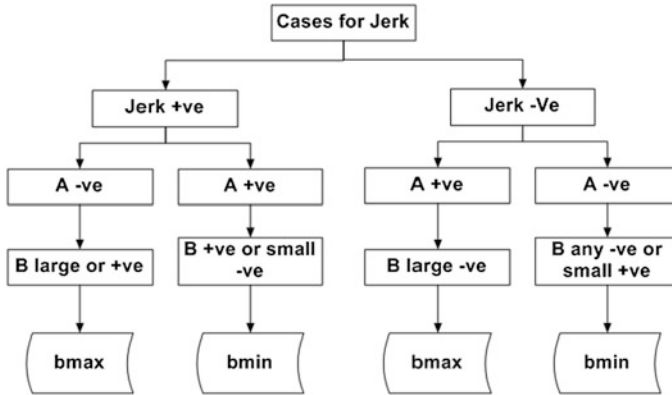 Cases for Jerk
Jerk +ve
Jerk -Ve
A -ve
A +ve
A +ve
A -ve
B large or +ve
B +ve or small
-ve
B large -ve
B any -ve or
small +ve
bmax
bmin
bmax
bmin